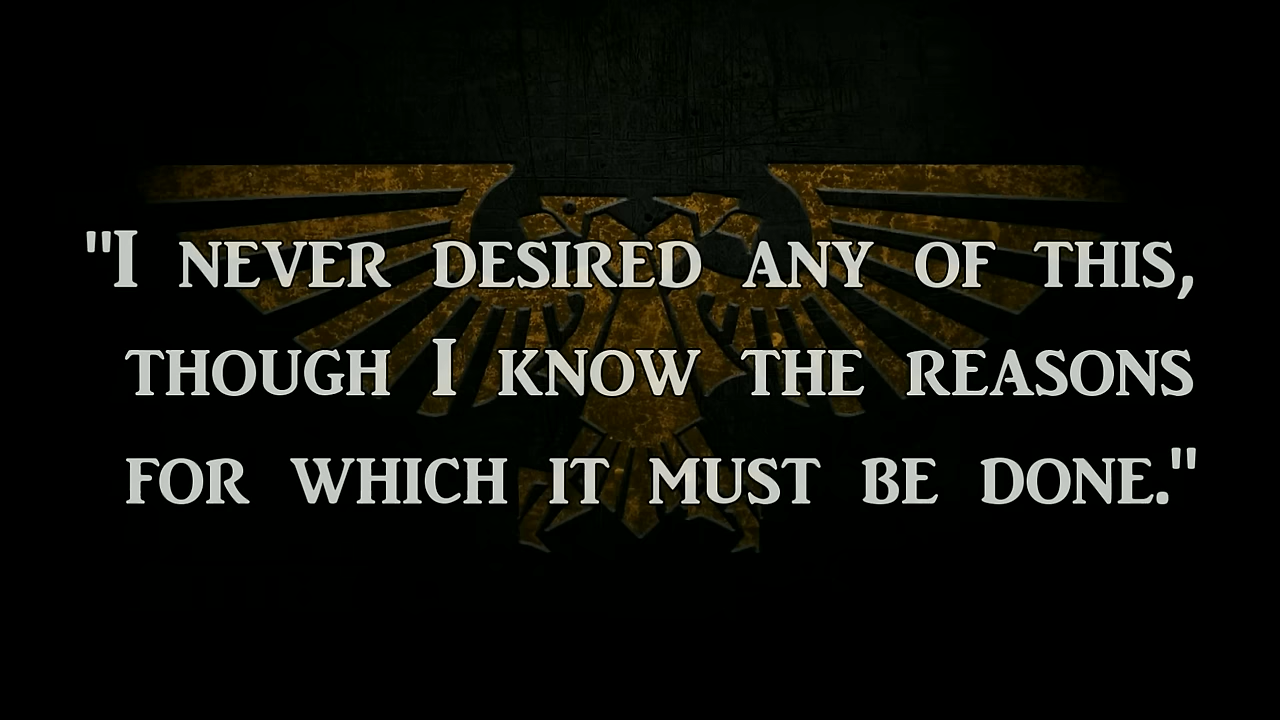 "I never desired any of this,
though I know the reasons
for which it must be done."